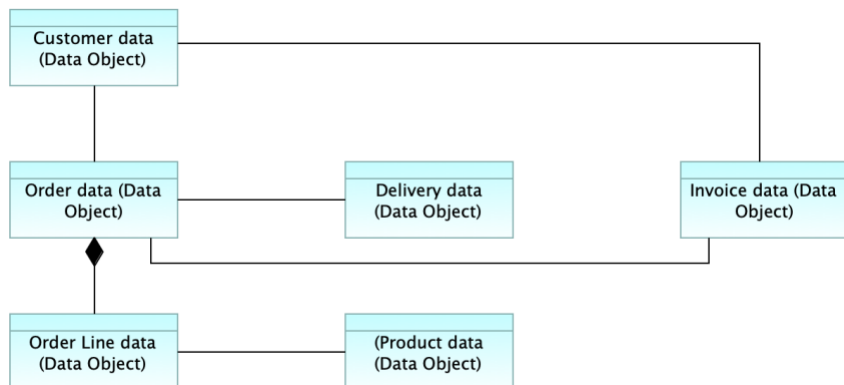 Customer data
(Data Object)
Order data (Data
Object)
Delivery data
(Data Object)
Invoice data (Data
Object)
Order Line data
(Data Object)
(Product data
(Data Object)